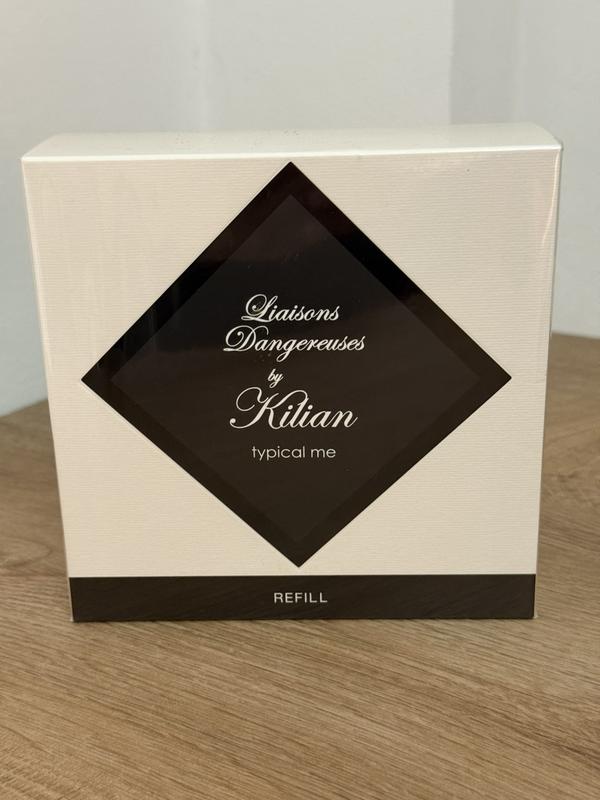 Liaisons
Dangereuses
by
Kilian
typical me
REFILL